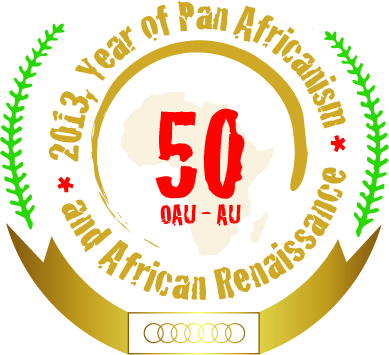 2013, Year of Pan Africanism
and African Renaissance
50
OAU - AU